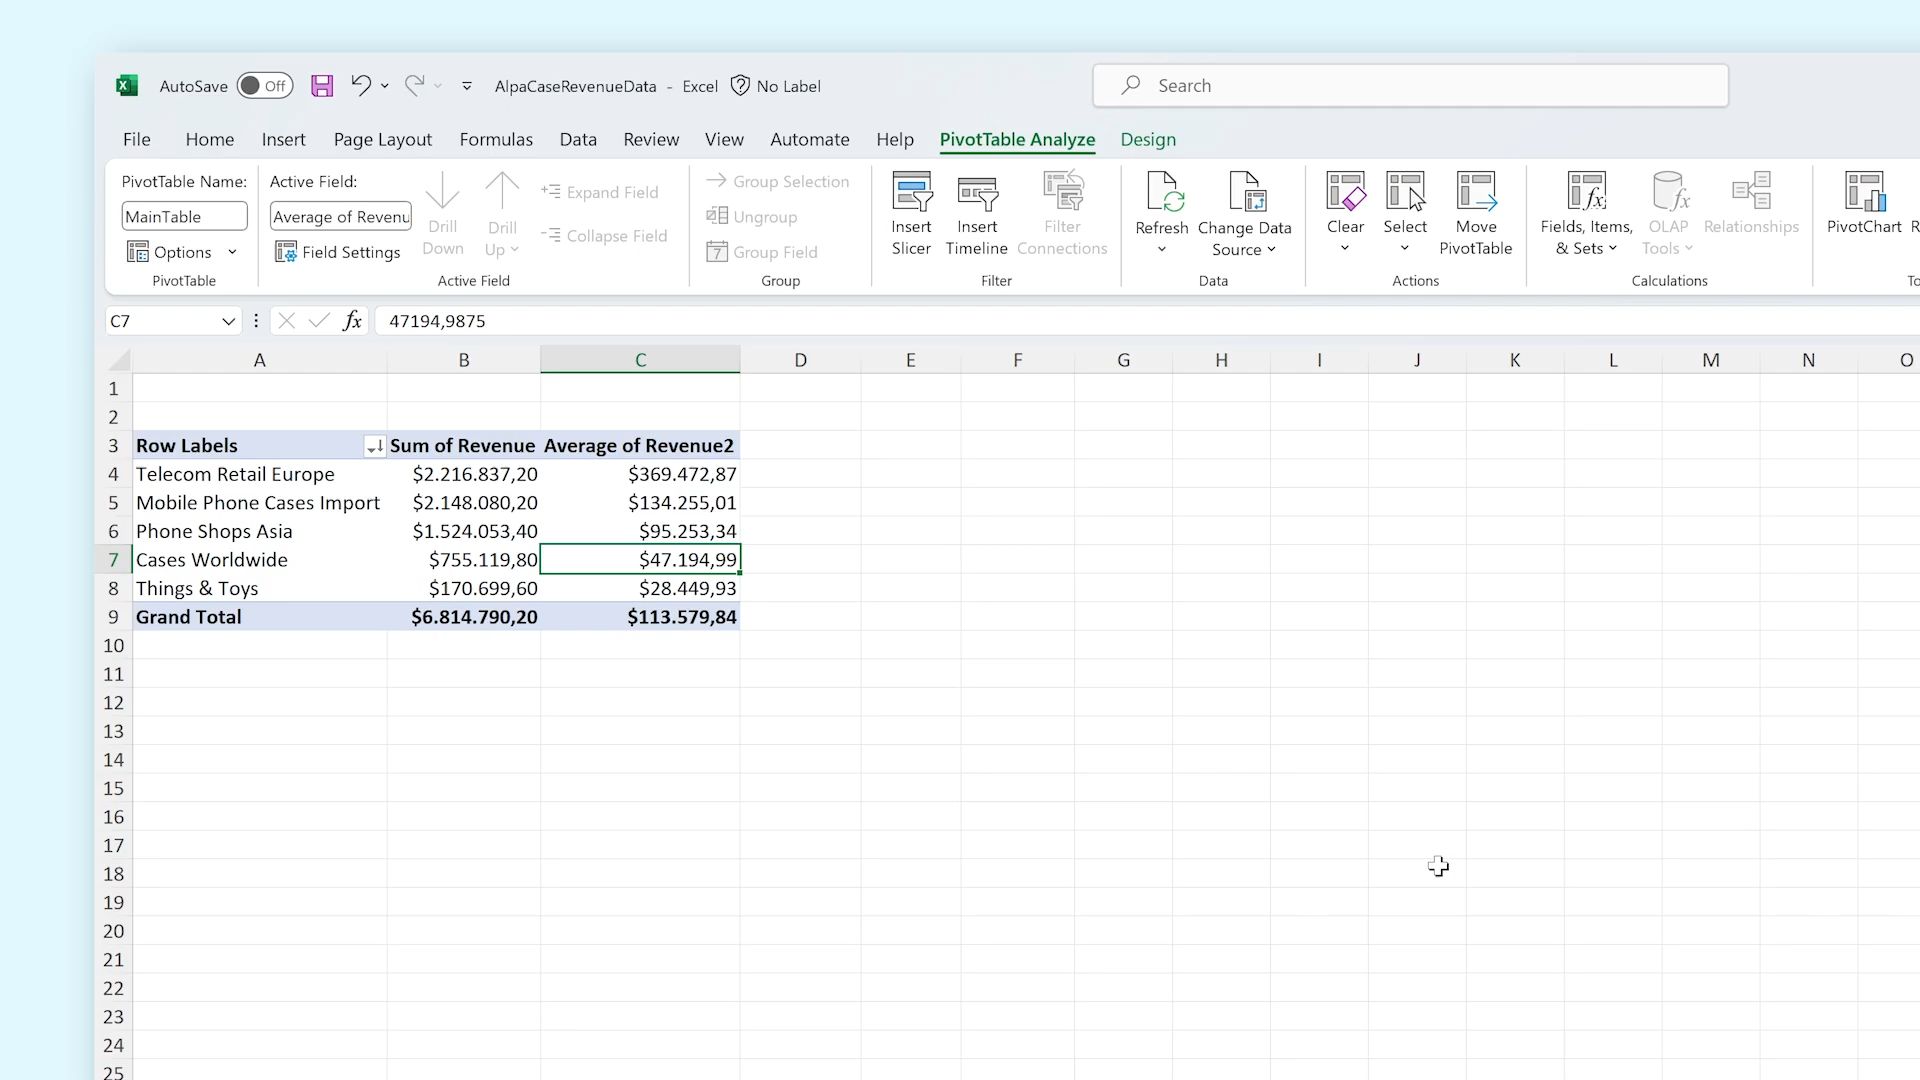 AutoSave Off AlpaCaseRevenueData - Excel No Label Search
File Home Insert Page Layout Formulas Data Review View Automate Help PivotTable Analyze Design
PivotTable Name:
MainTable
Options
PivotTable
Active Field:
Average of Revenu
Field Settings
Drill
Down
Drill
Up
Expand Field
Collapse Field
Active Field
Group Selection
Ungroup
7 Group Field
Group
Insert
Slicer
Insert
Timeline
Filter
Connections
Filter
Refresh
Change Data
Source
Data
Clear
Select
Move
PivotTable
Actions
fx
Fields, Items,
& Sets
fx
OLAP
Tools
Relationships
Calculations
PivotChart R
To
C7 fx 47194,9875
A B C D E F G H I J K L M N O
1
2
3 Row Labels Sum of Revenue Average of Revenue2
4 Telecom Retail Europe $2.216.837,20 $369.472,87
5 Mobile Phone Cases Import $2.148.080,20 $134.255,01
6 Phone Shops Asia $1.524.053,40 $95.253,34
7 Cases Worldwide $755.119,80 $47.194,99
8 Things & Toys $170.699,60 $28.449,93
9 Grand Total $6.814.790,20 $113.579,84
10
11
12
13
14
15
16
17
18
19
20
21
22
23
24
25